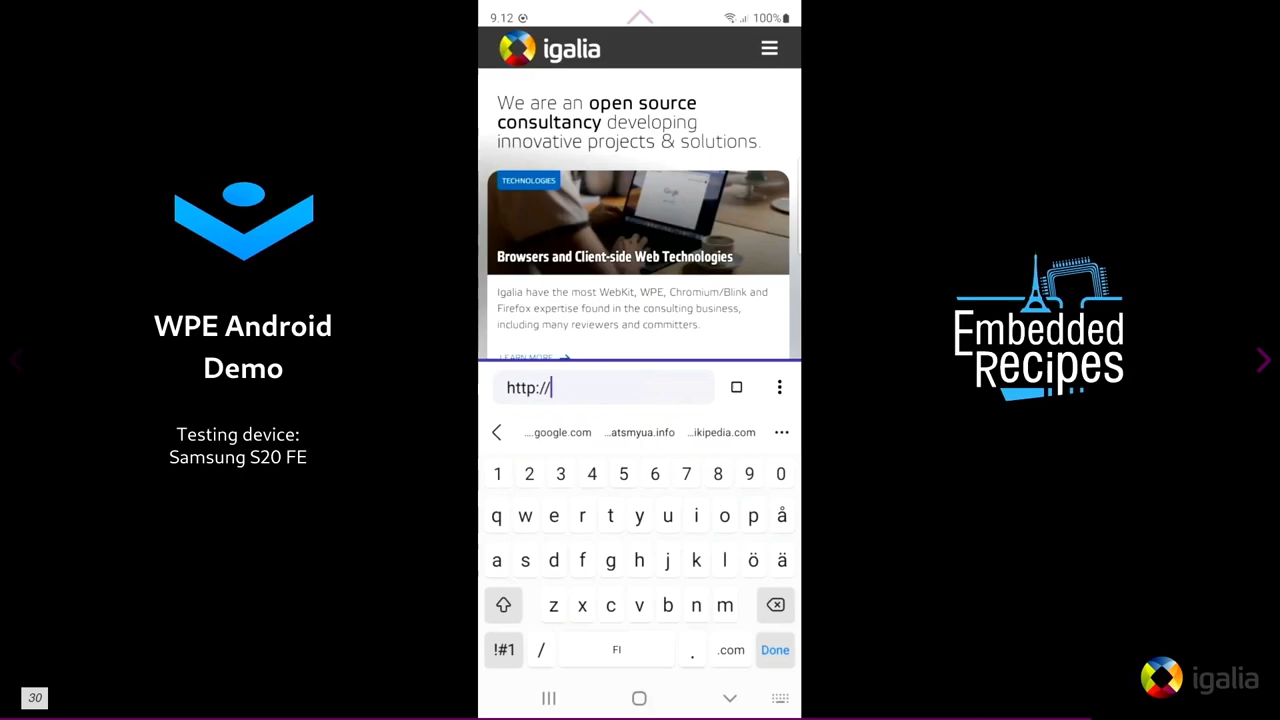 WPE Android
Demo
Testing device:
Samsung S20 FE
30
9.12
100%
igalia
We are an open source
consultancy developing
innovative projects & solutions.
TECHNOLOGIES
Browsers and Client-side Web Technologies
Igalia have the most WebKit, WPE, Chromium/Blink and
Firefox expertise found in the consulting business,
including many reviewers and committers.
LEARN MORE
http://
....google.com ...atsmyua.info ...ikipedia.com
1 2 3 4 5 6 7 8 9 0
q w e r t y u i o p å
a s d f g h j k l ö ä
z x c v b n m
!#1 / FI . .com Done
Embedded
Recipes
igalia